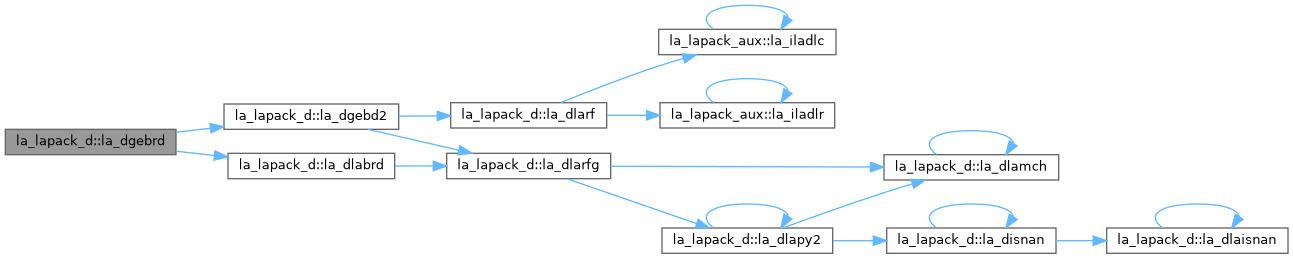 la_lapack_d::la_dgebrd
la_lapack_d::la_dgebd2
la_lapack_d::la_dlabrd
la_lapack_d::la_dlarf
la_lapack_d::la_dlarfg
la_lapack_aux::la_iladlc
la_lapack_aux::la_iladlr
la_lapack_d::la_dlapy2
la_lapack_d::la_dlamch
la_lapack_d::la_disnan
la_lapack_d::la_dlaisnan